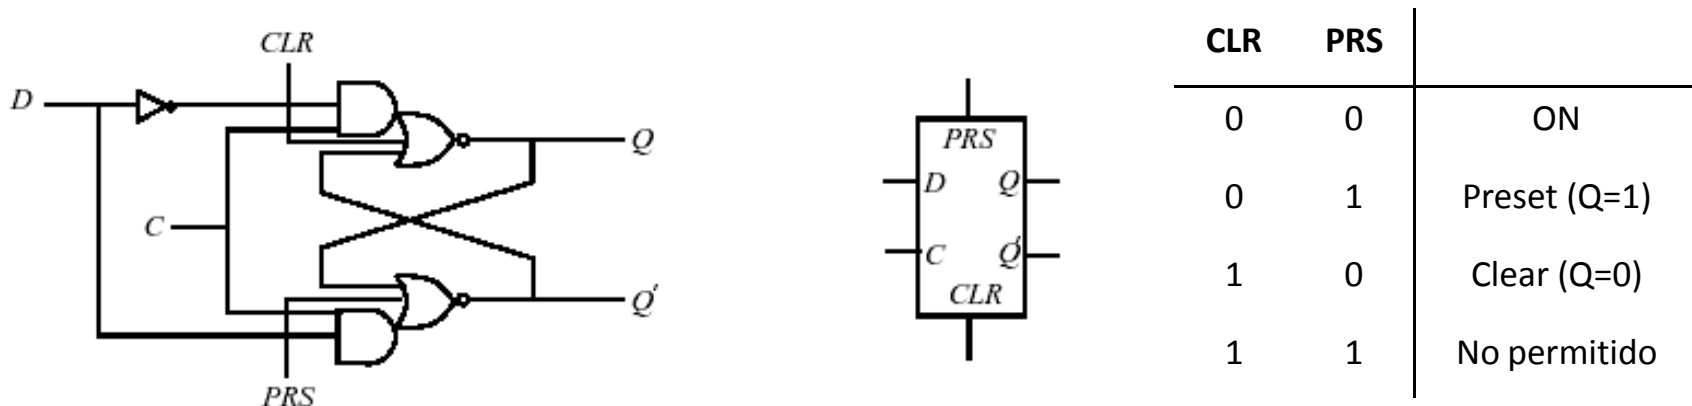 CLR
D
Q
C
Q'
PRS
PRS
D Q
C Q'
CLR
CLR PRS
0 0 ON
0 1 Preset (Q=1)
1 0 Clear (Q=0)
1 1 No permitido